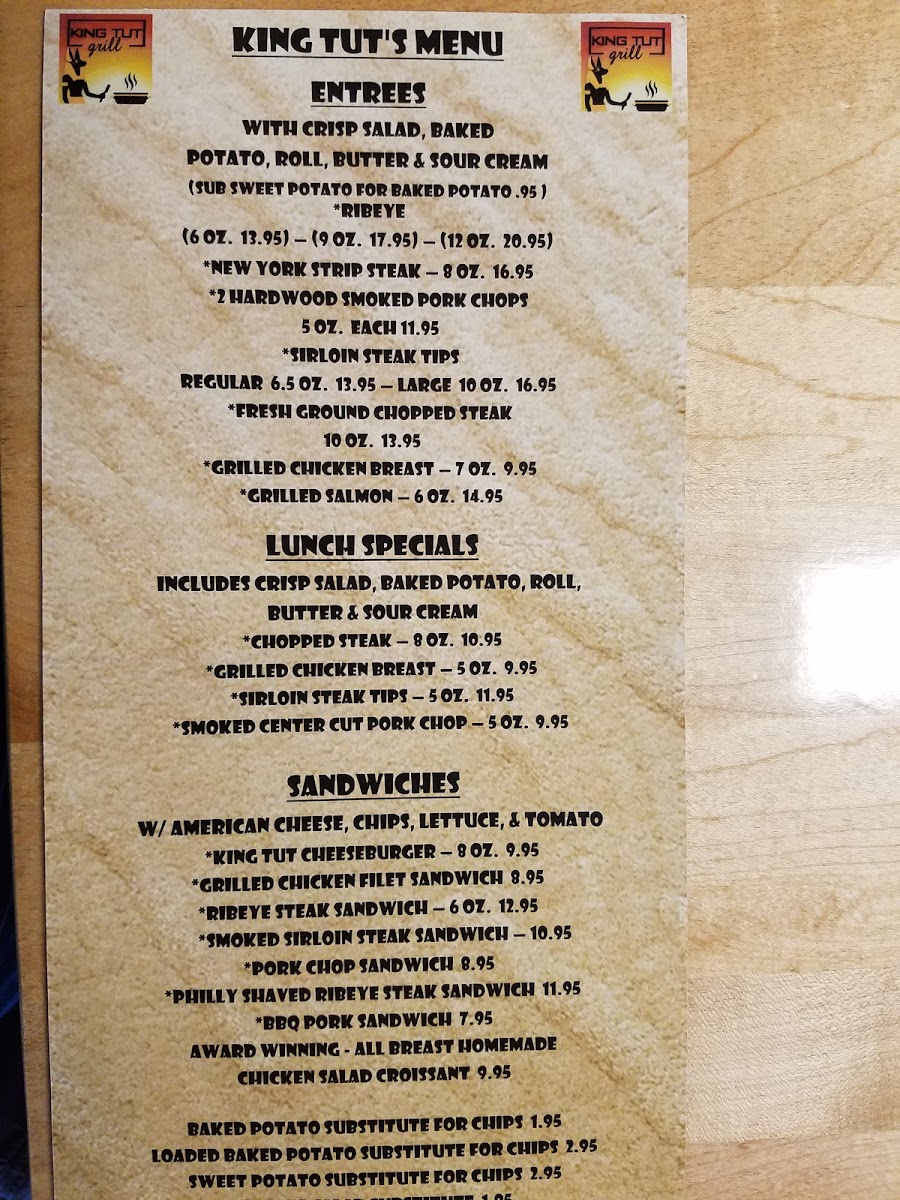 KING TUT
grill
KING TUT'S MENU
KING TUT
grill
ENTREES
WITH CRISP SALAD, BAKED
POTATO, ROLL, BUTTER & SOUR CREAM
(SUB SWEET POTATO FOR BAKED POTATO .95 )
*RIBEYE
(6 OZ. 13.95) – (9 OZ. 17.95) – (12 OZ. 20.95)
*NEW YORK STRIP STEAK – 8 OZ. 16.95
*2 HARDWOOD SMOKED PORK CHOPS
5 OZ. EACH 11.95
*SIRLOIN STEAK TIPS
REGULAR 6.5 OZ. 13.95 – LARGE 10 OZ. 16.95
*FRESH GROUND CHOPPED STEAK
10 OZ. 13.95
*GRILLED CHICKEN BREAST – 7 OZ. 9.95
*GRILLED SALMON – 6 OZ. 14.95
LUNCH SPECIALS
INCLUDES CRISP SALAD, BAKED POTATO, ROLL,
BUTTER & SOUR CREAM
*CHOPPED STEAK – 8 OZ. 10.95
*GRILLED CHICKEN BREAST – 5 OZ. 9.95
*SIRLOIN STEAK TIPS – 5 OZ. 11.95
*SMOKED CENTER CUT PORK CHOP – 5 OZ. 9.95
SANDWICHES
W/ AMERICAN CHEESE, CHIPS, LETTUCE, & TOMATO
*KING TUT CHEESEBURGER – 8 OZ. 9.95
*GRILLED CHICKEN FILET SANDWICH 8.95
*RIBEYE STEAK SANDWICH – 6 OZ. 12.95
*SMOKED SIRLOIN STEAK SANDWICH – 10.95
*PORK CHOP SANDWICH 8.95
*PHILLY SHAVED RIBEYE STEAK SANDWICH 11.95
*BBQ PORK SANDWICH 7.95
AWARD WINNING - ALL BREAST HOMEMADE
CHICKEN SALAD CROISSANT 9.95
BAKED POTATO SUBSTITUTE FOR CHIPS 1.95
LOADED BAKED POTATO SUBSTITUTE FOR CHIPS 2.95
SWEET POTATO SUBSTITUTE FOR CHIPS 2.95
SALAD SUBSTITUTE 1.95